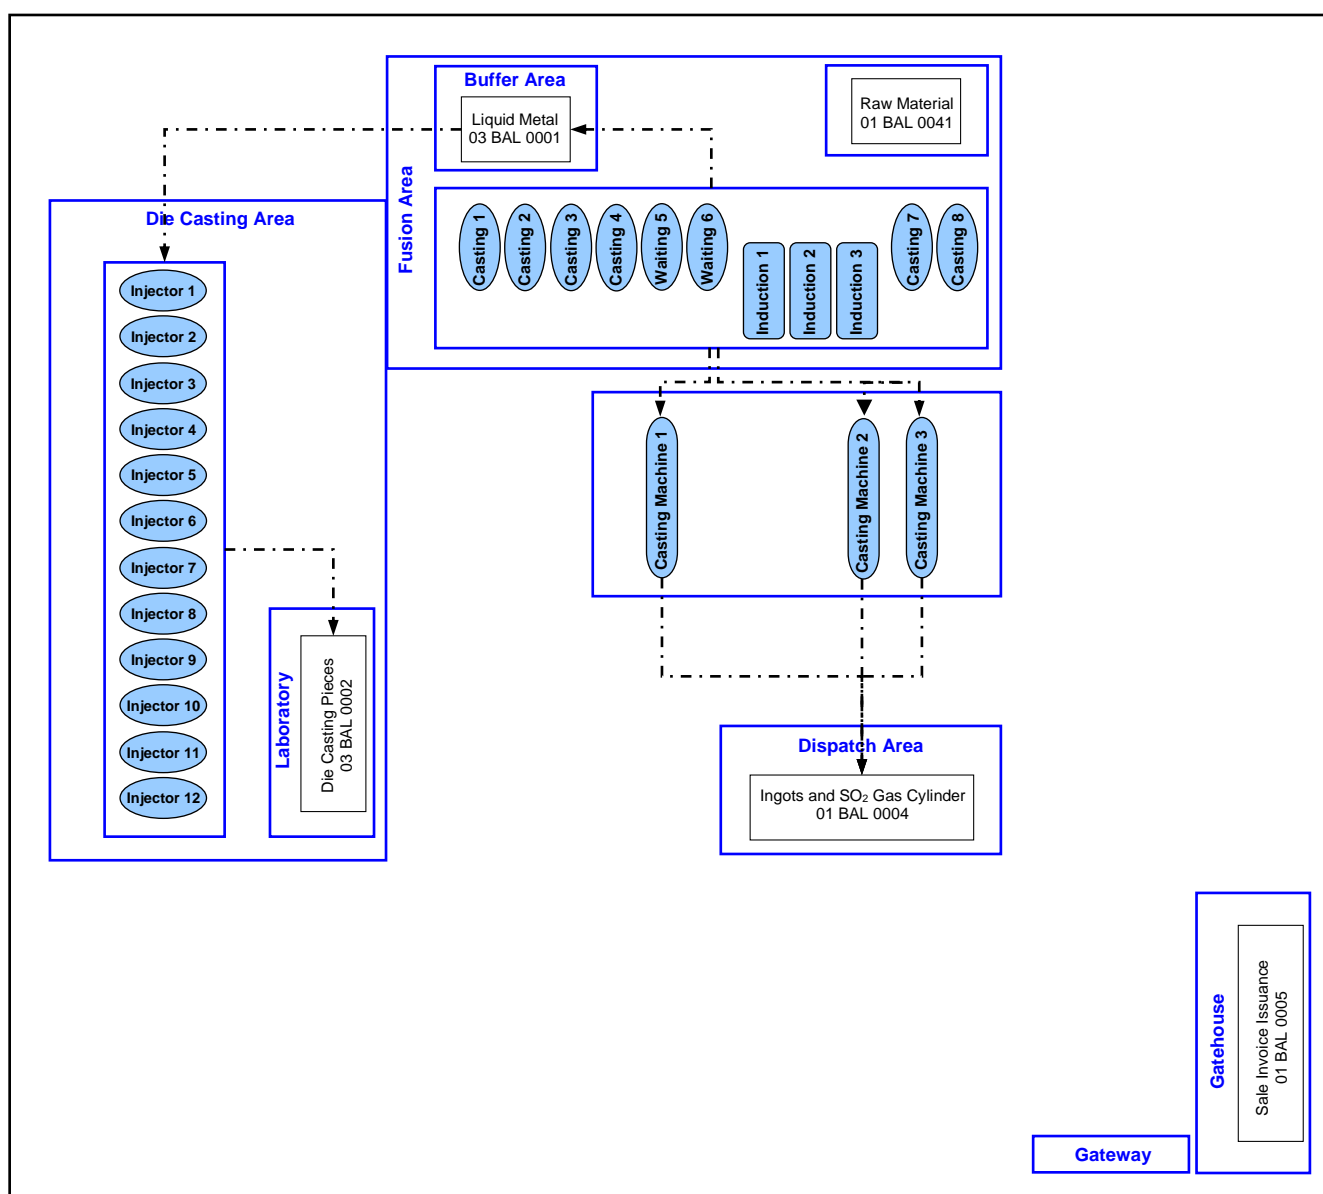 Buffer Area
Liquid Metal
03 BAL 0001
Raw Material
01 BAL 0041
Fusion Area
Casting 1
Casting 2
Casting 3
Casting 4
Waiting 5
Waiting 6
Induction 1
Induction 2
Induction 3
Casting 7
Casting 8
Die Casting Area
Injector 1
Injector 2
Injector 3
Injector 4
Injector 5
Injector 6
Injector 7
Injector 8
Injector 9
Injector 10
Injector 11
Injector 12
Laboratory
Die Casting Pieces
03 BAL 0002
Casting Machine 1
Casting Machine 2
Casting Machine 3
Dispatch Area
Ingots and SO₂ Gas Cylinder
01 BAL 0004
Gatehouse
Sale Invoice Issuance
01 BAL 0005
Gateway